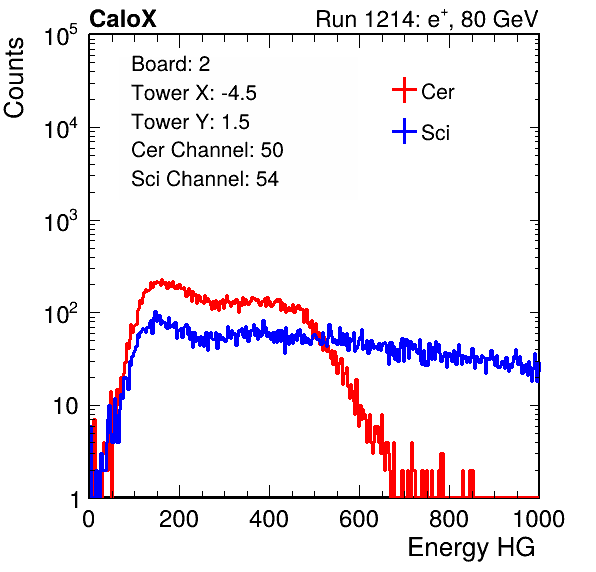 CaloX Run 1214: e⁺, 80 GeV
Counts
10⁵
10⁴
10³
10²
10
1
Board: 2
Tower X: -4.5
Tower Y: 1.5
Cer Channel: 50
Sci Channel: 54
Cer
Sci
0 200 400 600 800 1000
Energy HG